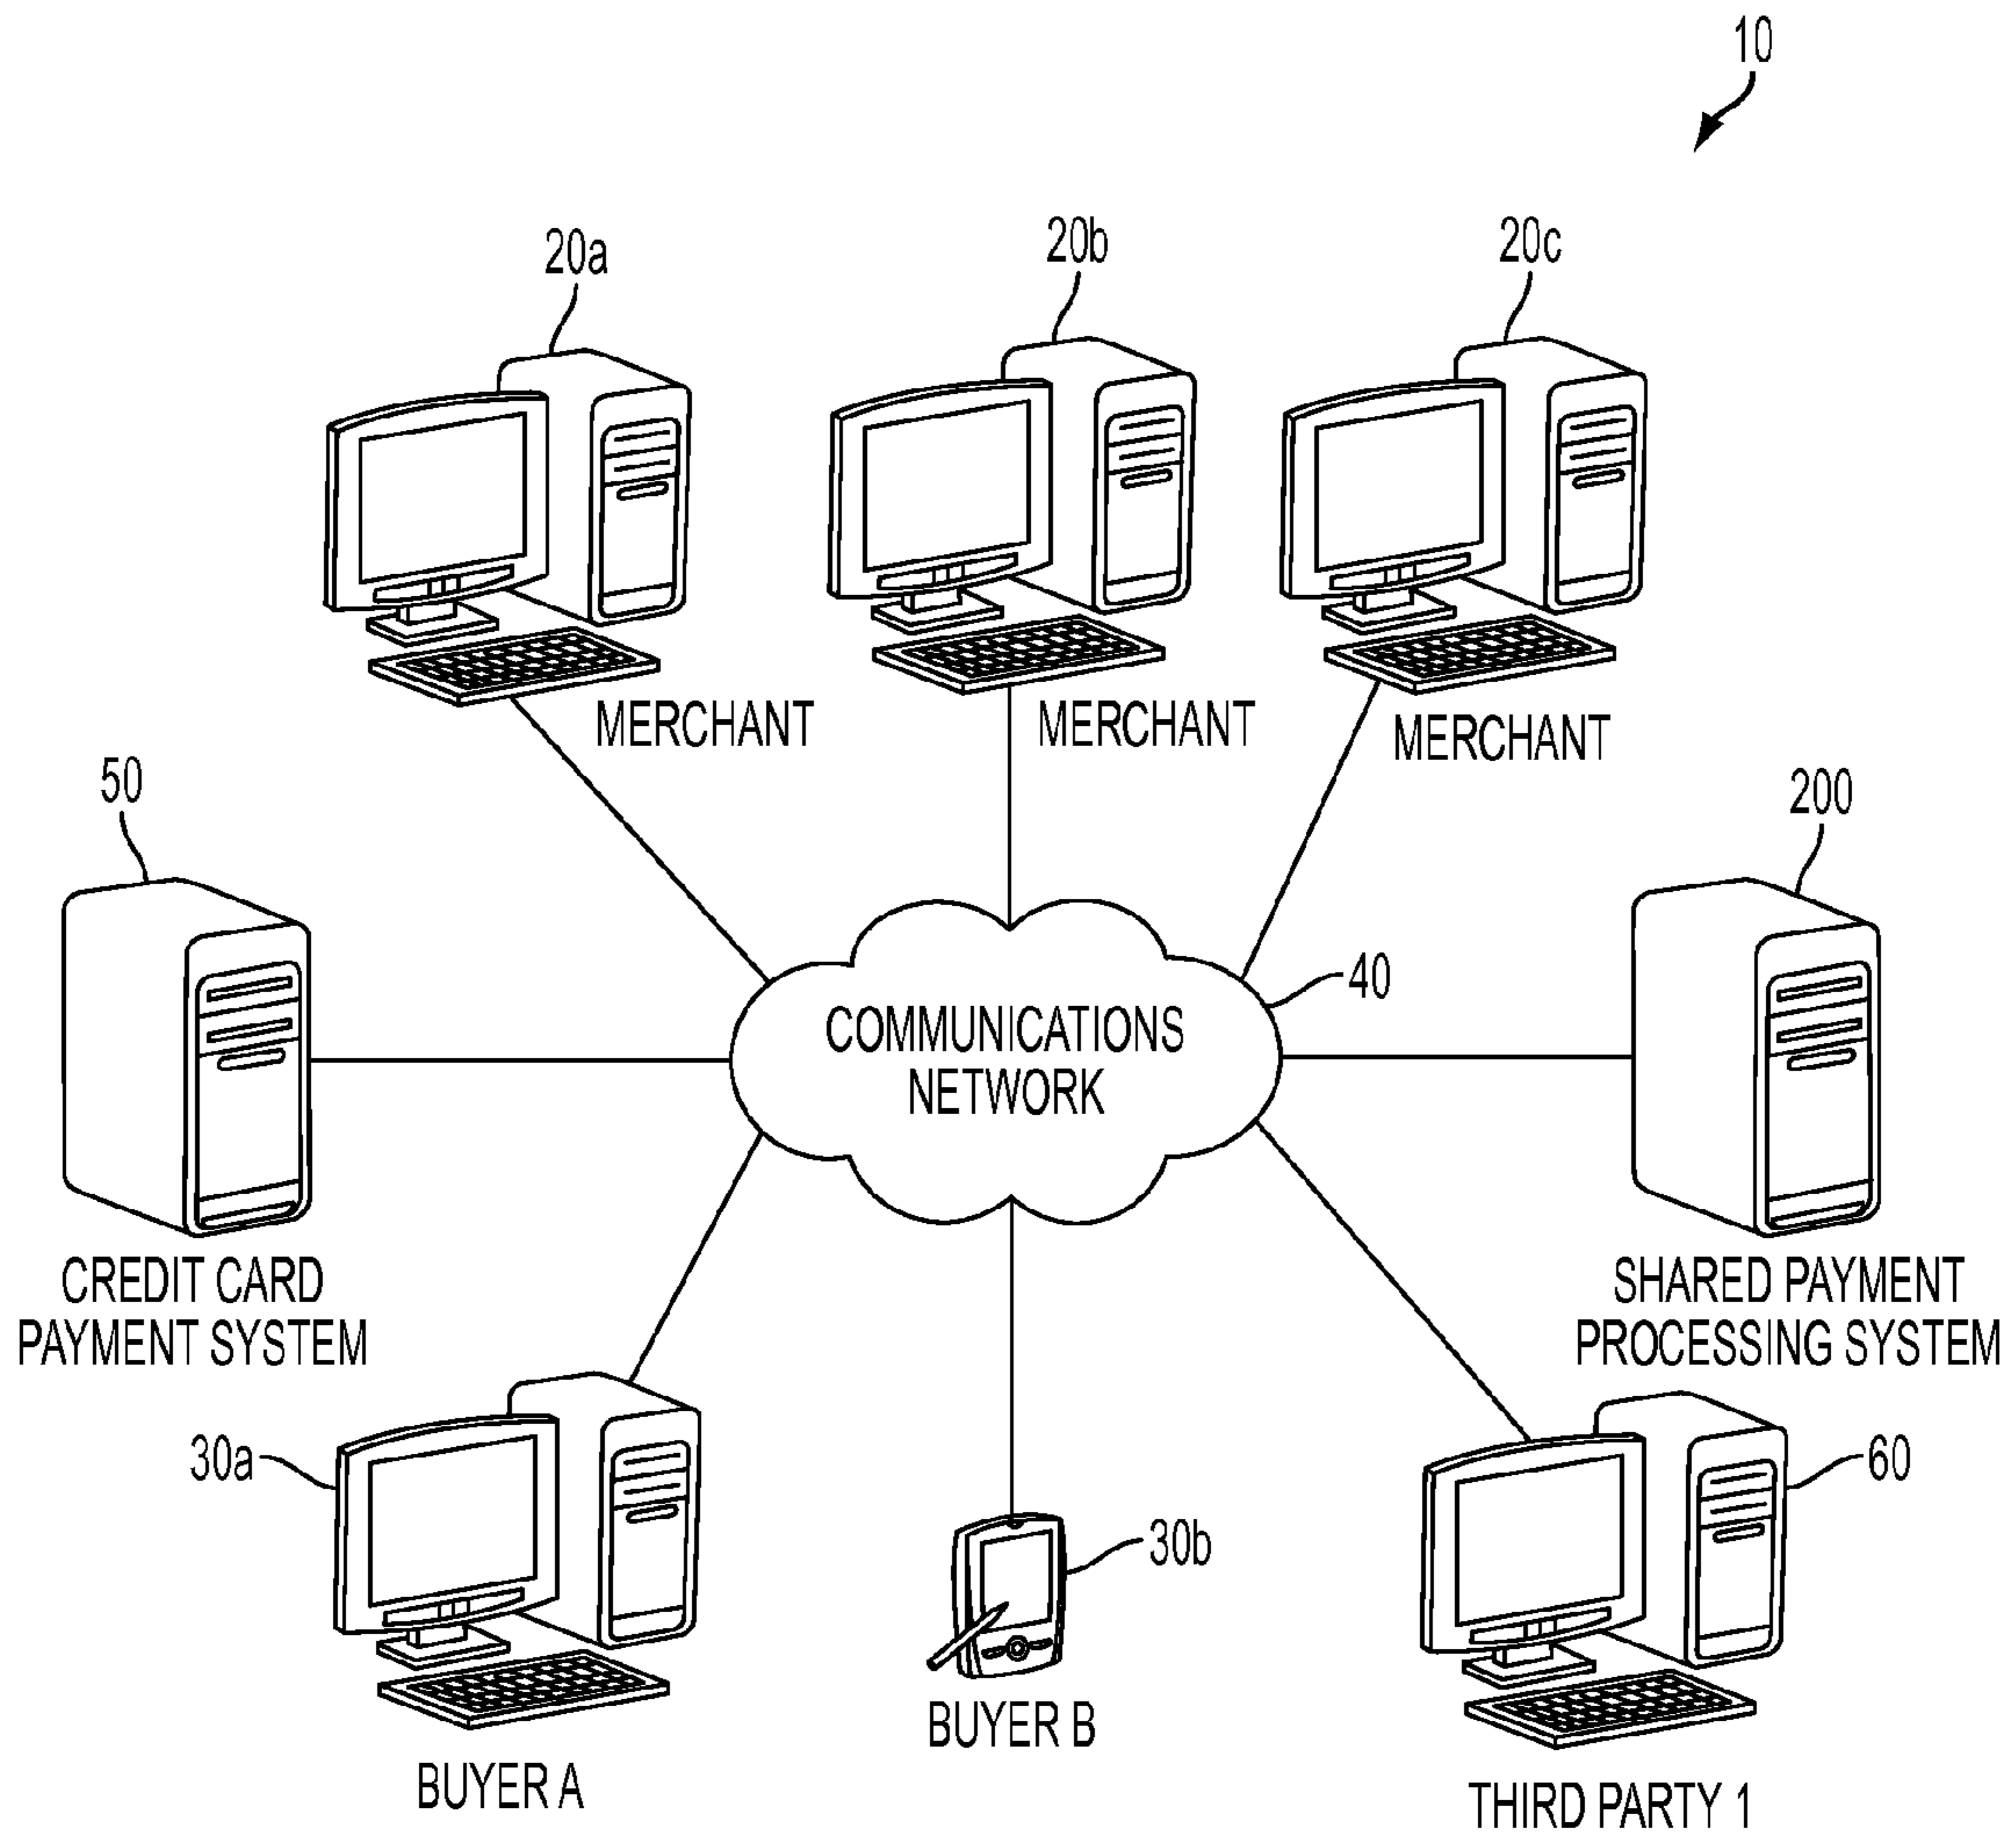 10
20a
20b
20c
MERCHANT
MERCHANT
MERCHANT
50
200
40
COMMUNICATIONS
NETWORK
CREDIT CARD
PAYMENT SYSTEM
SHARED PAYMENT
PROCESSING SYSTEM
30a
30b
60
BUYER A
BUYER B
THIRD PARTY 1